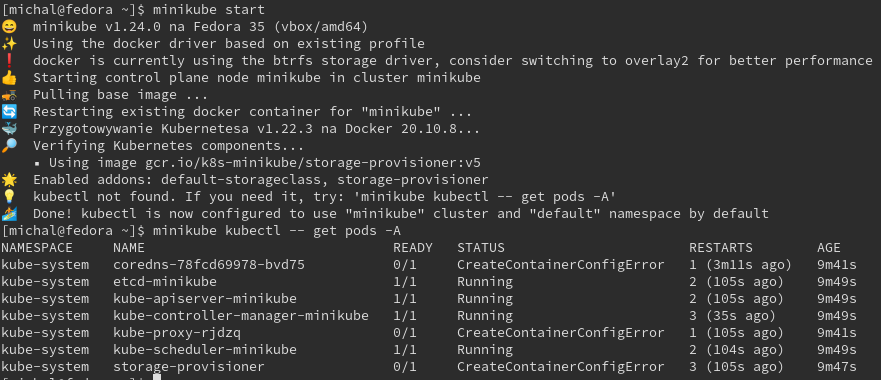 [michal@fedora ~]$ minikube start
😄  minikube v1.24.0 na Fedora 35 (vbox/amd64)
✨  Using the docker driver based on existing profile
❗  docker is currently using the btrfs storage driver, consider switching to overlay2 for better performance
👍  Starting control plane node minikube in cluster minikube
🚜  Pulling base image ...
🔄  Restarting existing docker container for "minikube" ...
🐳  Przygotowywanie Kubernetesa v1.22.3 na Docker 20.10.8...
🔎  Verifying Kubernetes components...
    ▪ Using image gcr.io/k8s-minikube/storage-provisioner:v5
🌟  Enabled addons: default-storageclass, storage-provisioner
💡  kubectl not found. If you need it, try: 'minikube kubectl -- get pods -A'
🏄  Done! kubectl is now configured to use "minikube" cluster and "default" namespace by default
[michal@fedora ~]$ minikube kubectl -- get pods -A
NAMESPACE     NAME                               READY   STATUS                       RESTARTS        AGE
kube-system   coredns-78fcd69978-bvd75           0/1     CreateContainerConfigError   1 (3m11s ago)   9m41s
kube-system   etcd-minikube                      1/1     Running                      2 (105s ago)    9m49s
kube-system   kube-apiserver-minikube            1/1     Running                      2 (105s ago)    9m49s
kube-system   kube-controller-manager-minikube   1/1     Running                      3 (35s ago)     9m49s
kube-system   kube-proxy-rjdzq                   0/1     CreateContainerConfigError   1 (105s ago)    9m41s
kube-system   kube-scheduler-minikube            1/1     Running                      2 (104s ago)    9m49s
kube-system   storage-provisioner                0/1     CreateContainerConfigError   3 (105s ago)    9m47s